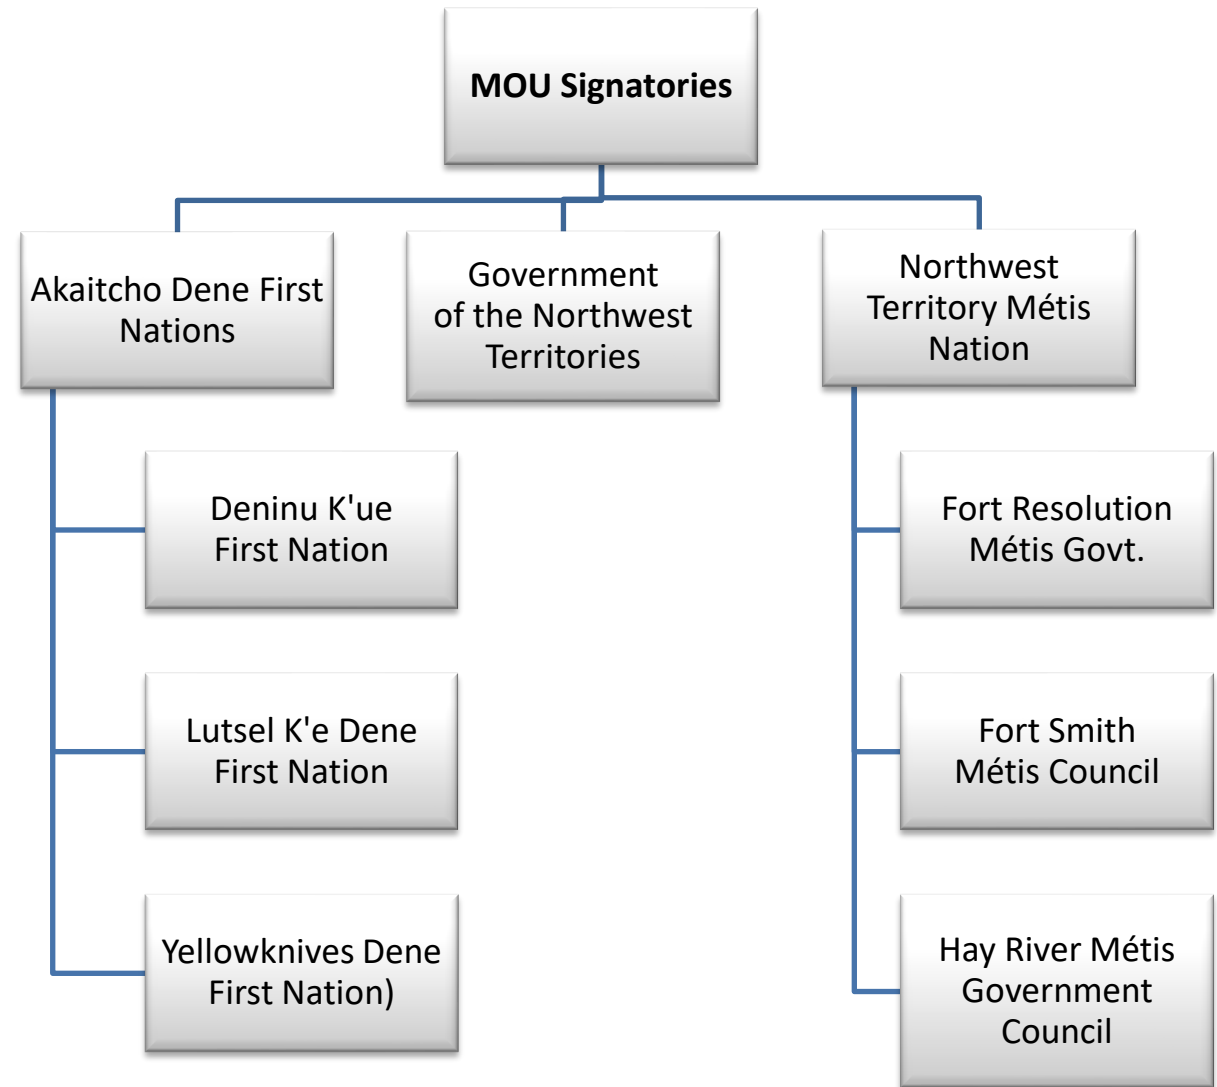 MOU Signatories
Akaitcho Dene First
Nations
Government
of the Northwest
Territories
Northwest
Territory Métis
Nation
Deninu K'ue
First Nation
Lutsel K'e Dene
First Nation
Yellowknives Dene
First Nation)
Fort Resolution
Métis Govt.
Fort Smith
Métis Council
Hay River Métis
Government
Council